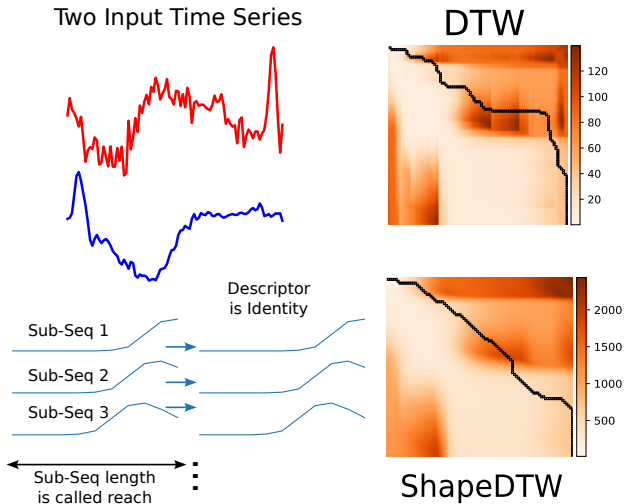 Two Input Time Series
DTW
120
100
80
60
40
20
Descriptor
is Identity
Sub-Seq 1
Sub-Seq 2
Sub-Seq 3
Sub-Seq length
is called reach
2000
1500
1000
500
ShapeDTW